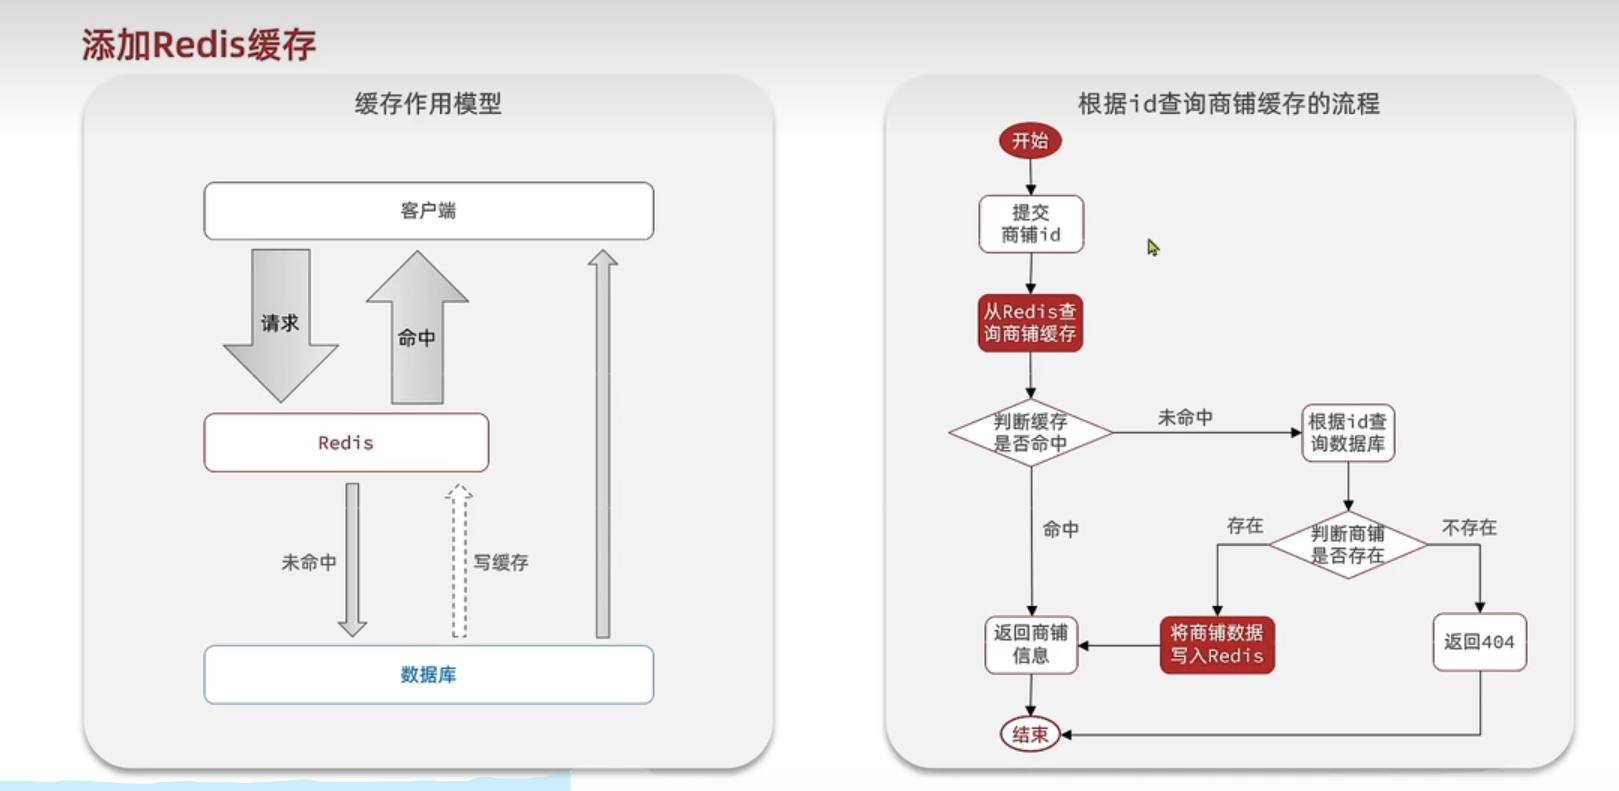 添加Redis缓存
缓存作用模型
客户端
请求
命中
Redis
未命中
写缓存
数据库
根据id查询商铺缓存的流程
开始
提交
商铺id
从Redis查
询商铺缓存
判断缓存
是否命中
未命中
根据id查
询数据库
命中
存在
判断商铺
是否存在
不存在
返回商铺
信息
将商铺数据
写入Redis
返回404
结束